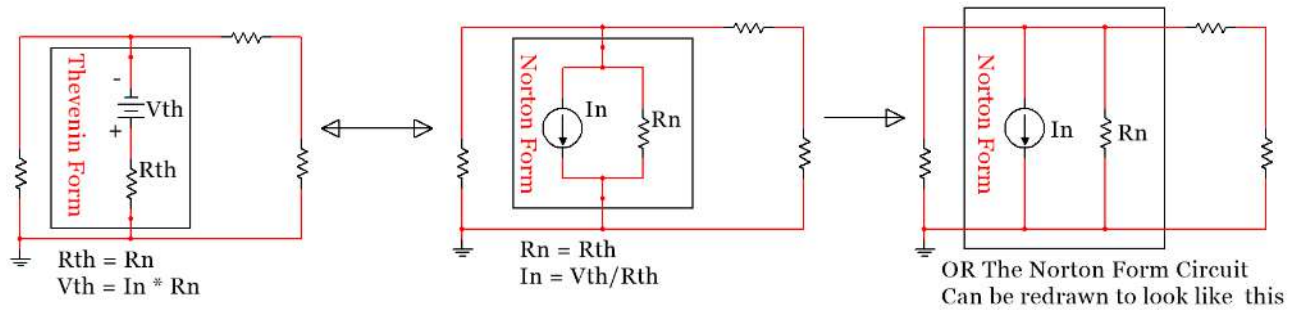 Thevenin Form
-
Vth
+
Rth
Rth = Rn
Vth = In * Rn
Norton Form
In
Rn
Rn = Rth
In = Vth/Rth
Norton Form
In
Rn
OR The Norton Form Circuit
Can be redrawn to look like this